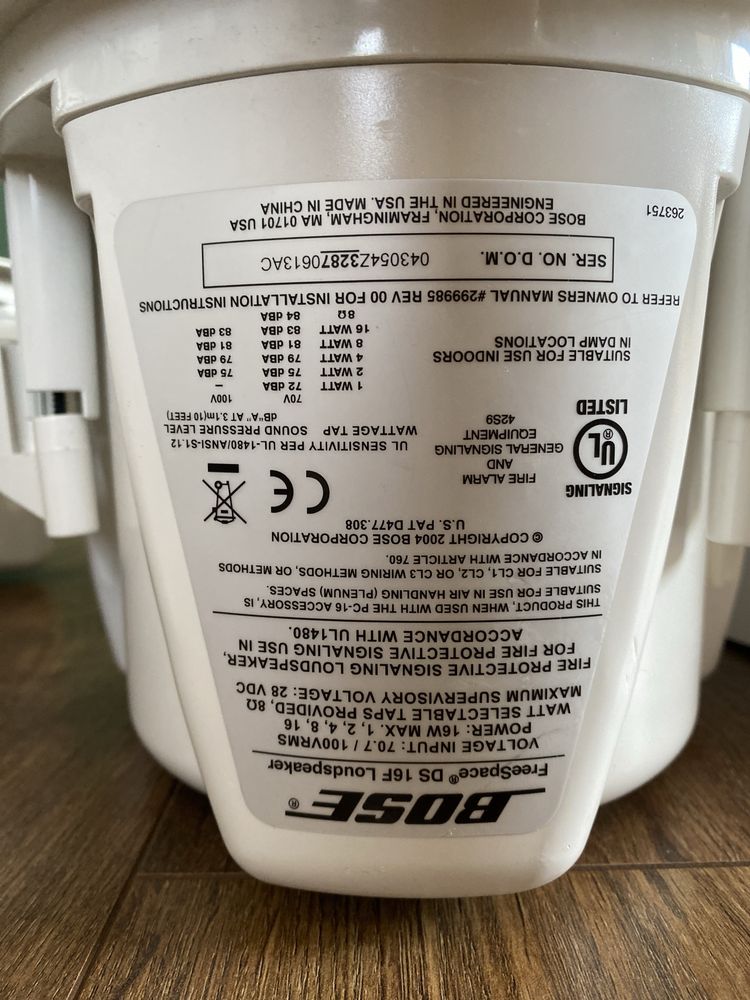 BOSE®
FreeSpace® DS 16F Loudspeaker
VOLTAGE INPUT: 70.7 / 100VRMS
POWER: 16W MAX. 1, 2, 4, 8, 16
WATT SELECTABLE TAPS PROVIDED, 8Ω
MAXIMUM SUPERVISORY VOLTAGE: 28 VDC
FIRE PROTECTIVE SIGNALING LOUDSPEAKER,
FOR FIRE PROTECTIVE SIGNALING USE IN
ACCORDANCE WITH UL1480.
THIS PRODUCT, WHEN USED WITH THE PC-16 ACCESSORY, IS
SUITABLE FOR USE IN AIR HANDLING (PLENUM) SPACES.
SUITABLE FOR CL1, CL2, OR CL3 WIRING METHODS, OR METHODS
IN ACCORDANCE WITH ARTICLE 760.
© COPYRIGHT 2004 BOSE CORPORATION
U.S. PAT D477.308
SIGNALING
UL®
LISTED
FIRE ALARM
AND
GENERAL SIGNALING
EQUIPMENT
42S9
CE
UL SENSITIVITY PER UL-1480/ANSI-S1.12
WATTAGE TAP SOUND PRESSURE LEVEL
dB"A" AT 3.1m(10 FEET)
70V 100V
1 WATT 72 dBA –
2 WATT 75 dBA 75 dBA
4 WATT 79 dBA 79 dBA
8 WATT 81 dBA 81 dBA
16 WATT 83 dBA 83 dBA
8Ω 84 dBA
SUITABLE FOR USE INDOORS
IN DAMP LOCATIONS
REFER TO OWNERS MANUAL #299985 REV 00 FOR INSTALLATION INSTRUCTIONS
SER. NO. D.O.M. 043054Z32870613AC
BOSE CORPORATION, FRAMINGHAM, MA 01701 USA
ENGINEERED IN THE USA. MADE IN CHINA
263751